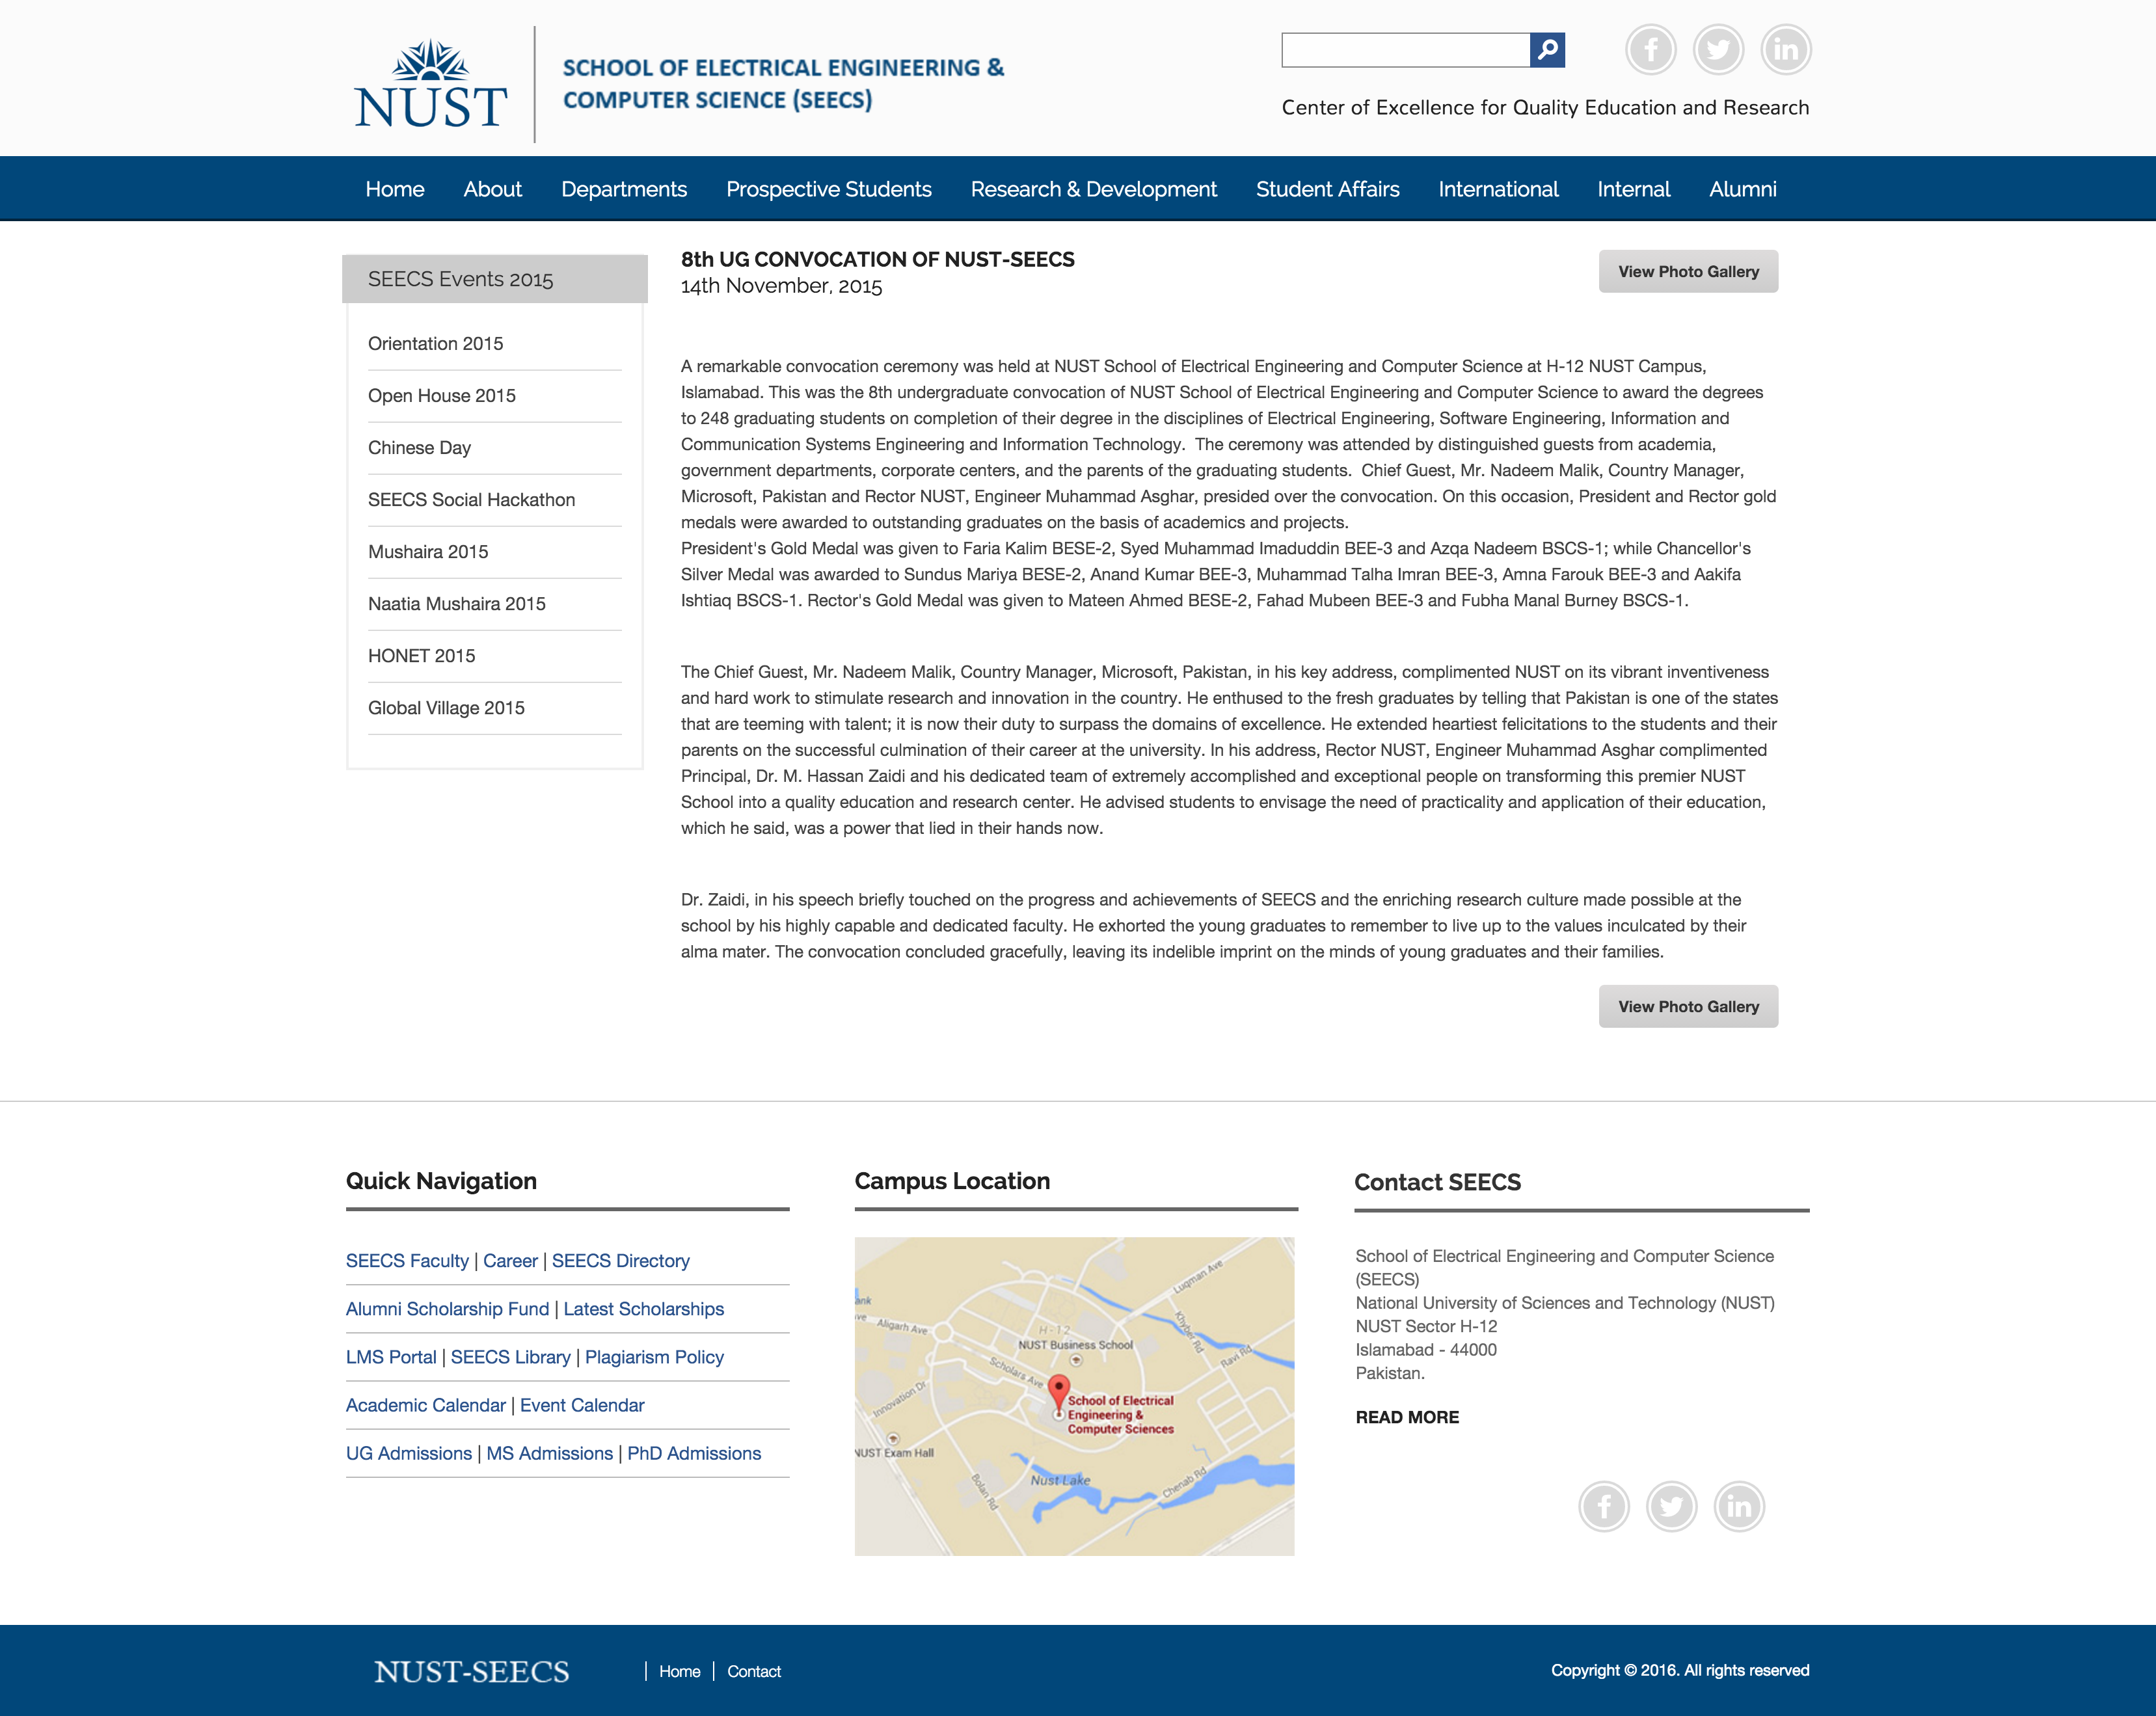 NUST
SCHOOL OF ELECTRICAL ENGINEERING &
COMPUTER SCIENCE (SEECS)
Center of Excellence for Quality Education and Research
Home About Departments Prospective Students Research & Development Student Affairs International Internal Alumni
SEECS Events 2015
Orientation 2015
Open House 2015
Chinese Day
SEECS Social Hackathon
Mushaira 2015
Naatia Mushaira 2015
HONET 2015
Global Village 2015
8th UG CONVOCATION OF NUST-SEECS
14th November, 2015
View Photo Gallery
A remarkable convocation ceremony was held at NUST School of Electrical Engineering and Computer Science at H-12 NUST Campus,
Islamabad. This was the 8th undergraduate convocation of NUST School of Electrical Engineering and Computer Science to award the degrees
to 248 graduating students on completion of their degree in the disciplines of Electrical Engineering, Software Engineering, Information and
Communication Systems Engineering and Information Technology.  The ceremony was attended by distinguished guests from academia,
government departments, corporate centers, and the parents of the graduating students.  Chief Guest, Mr. Nadeem Malik, Country Manager,
Microsoft, Pakistan and Rector NUST, Engineer Muhammad Asghar, presided over the convocation. On this occasion, President and Rector gold
medals were awarded to outstanding graduates on the basis of academics and projects.
President's Gold Medal was given to Faria Kalim BESE-2, Syed Muhammad Imaduddin BEE-3 and Azqa Nadeem BSCS-1; while Chancellor's
Silver Medal was awarded to Sundus Mariya BESE-2, Anand Kumar BEE-3, Muhammad Talha Imran BEE-3, Amna Farouk BEE-3 and Aakifa
Ishtiaq BSCS-1. Rector's Gold Medal was given to Mateen Ahmed BESE-2, Fahad Mubeen BEE-3 and Fubha Manal Burney BSCS-1.
The Chief Guest, Mr. Nadeem Malik, Country Manager, Microsoft, Pakistan, in his key address, complimented NUST on its vibrant inventiveness
and hard work to stimulate research and innovation in the country. He enthused to the fresh graduates by telling that Pakistan is one of the states
that are teeming with talent; it is now their duty to surpass the domains of excellence. He extended heartiest felicitations to the students and their
parents on the successful culmination of their career at the university. In his address, Rector NUST, Engineer Muhammad Asghar complimented
Principal, Dr. M. Hassan Zaidi and his dedicated team of extremely accomplished and exceptional people on transforming this premier NUST
School into a quality education and research center. He advised students to envisage the need of practicality and application of their education,
which he said, was a power that lied in their hands now.
Dr. Zaidi, in his speech briefly touched on the progress and achievements of SEECS and the enriching research culture made possible at the
school by his highly capable and dedicated faculty. He exhorted the young graduates to remember to live up to the values inculcated by their
alma mater. The convocation concluded gracefully, leaving its indelible imprint on the minds of young graduates and their families.
View Photo Gallery
Quick Navigation
SEECS Faculty | Career | SEECS Directory
Alumni Scholarship Fund | Latest Scholarships
LMS Portal | SEECS Library | Plagiarism Policy
Academic Calendar | Event Calendar
UG Admissions | MS Admissions | PhD Admissions
Campus Location
Luqman Ave
ank
ve
Aligarh Ave
H-12
Khyber Rd
NUST Business School
Ravi Rd
Scholars Ave
Innovation Dr
School of Electrical
Engineering &
Computer Sciences
NUST Exam Hall
Nust Lake
Bolan Rd
Chenab Rd
Contact SEECS
School of Electrical Engineering and Computer Science
(SEECS)
National University of Sciences and Technology (NUST)
NUST Sector H-12
Islamabad - 44000
Pakistan.
READ MORE
NUST-SEECS
| Home | Contact
Copyright © 2016. All rights reserved